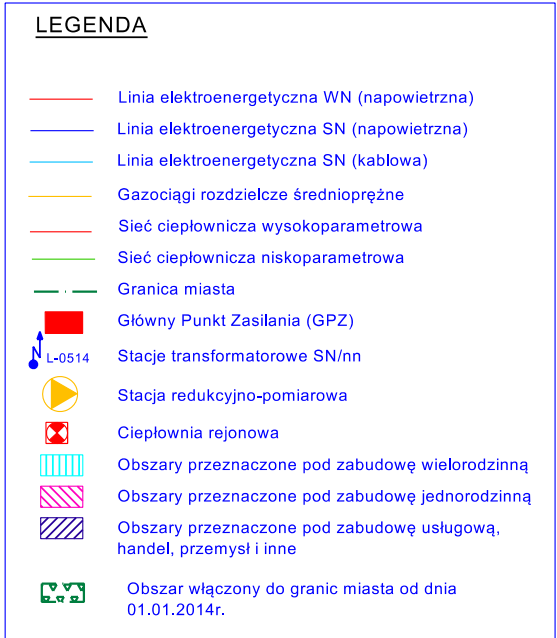 LEGENDA
Linia elektroenergetyczna WN (napowietrzna)
Linia elektroenergetyczna SN (napowietrzna)
Linia elektroenergetyczna SN (kablowa)
Gazociągi rozdzielcze średnioprężne
Sieć ciepłownicza wysokoparametrowa
Sieć ciepłownicza niskoparametrowa
Granica miasta
Główny Punkt Zasilania (GPZ)
N L-0514 Stacje transformatorowe SN/nn
Stacja redukcyjno-pomiarowa
Ciepłownia rejonowa
Obszary przeznaczone pod zabudowę wielorodzinną
Obszary przeznaczone pod zabudowę jednorodzinną
Obszary przeznaczone pod zabudowę usługową,
handel, przemysł i inne
Obszar włączony do granic miasta od dnia
01.01.2014r.